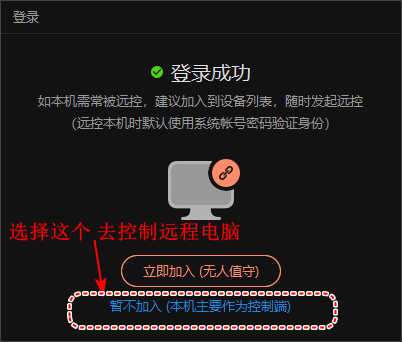 登录
登录成功
如本机需常被远控，建议加入到设备列表，随时发起远控
（远控本机时默认使用系统帐号密码验证身份）
选择这个 去控制远程电脑
立即加入 (无人值守)
暂不加入 (本机主要作为控制端)